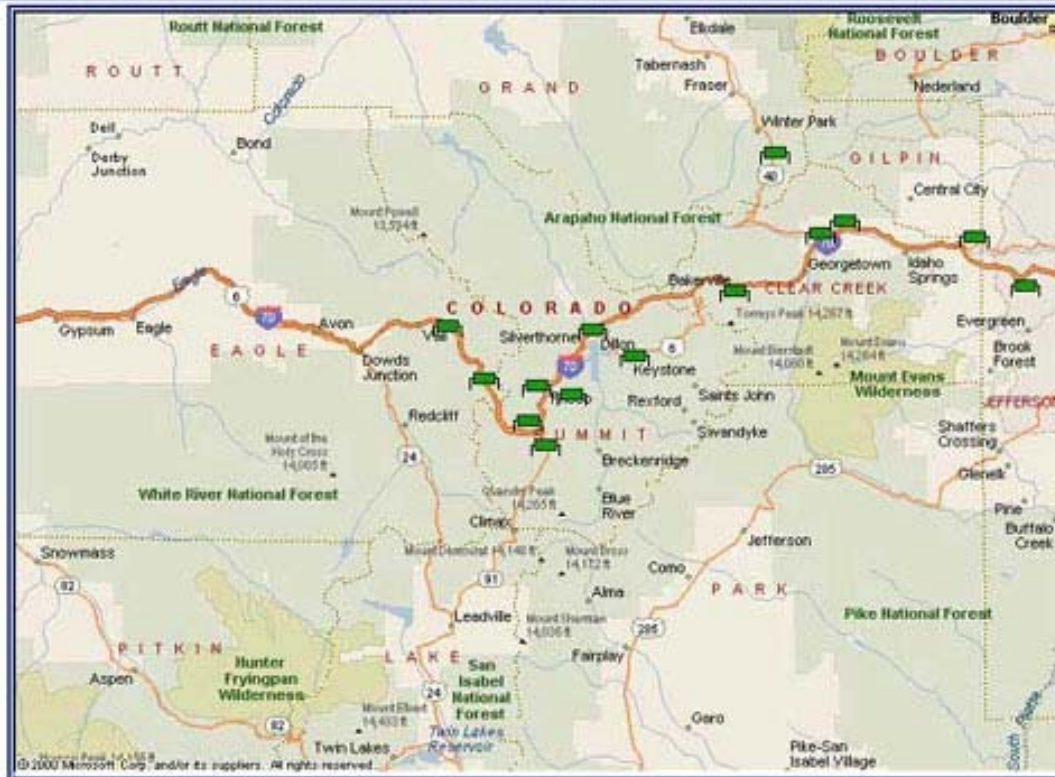 Routt National Forest
Elkdale
Roosevelt
National Forest
Boulder
ROUTT
Colorado
GRAND
Tabernash
BOULDER
Fraser
Nederland
Dell
Derby
Junction
Bond
Winter Park
40
GILPIN
Central City
Mount Powell
13,534 ft
Arapaho National Forest
70
Georgetown
Idaho
Springs
Bakerville
CLEAR CREEK
Eagle
6
COLORADO
Torreys Peak 14,267 ft
Evergreen
Gypsum
Eagle
70
Avon
Vail
Silverthorne
Dillon
6
Mount Bierstadt
14,060 ft
Mount Evans
14,264 ft
Brook
Forest
EAGLE
Dowds
Junction
70
Keystone
Mount Evans
Wilderness
Rexford
Saints John
JEFFERSON
Redcliff
SUMMIT
Swandyke
Shaffers
Crossing
Mount of the
Holy Cross
14,005 ft
24
Breckenridge
285
Glenelk
White River National Forest
Quandry Peak
14,265 ft
Blue
River
Pine
Climax
Buffalo
Creek
Snowmass
Mount Democrat 14,148 ft
Mount Bross
14,172 ft
Jefferson
82
91
Como
PARK
Alma
Leadville
Mount Sherman
14,036 ft
285
Pike National Forest
PITKIN
Hunter
Fryingpan
Wilderness
LAKE
San
Isabel
National
Forest
Fairplay
Aspen
24
82
Mount Elbert
14,433 ft
Twin Lakes
Reservoir
Garo
South Platte
Twin Lakes
Pike-San
Isabel Village
© 2000 Microsoft Corp. and/or its suppliers. All rights reserved.